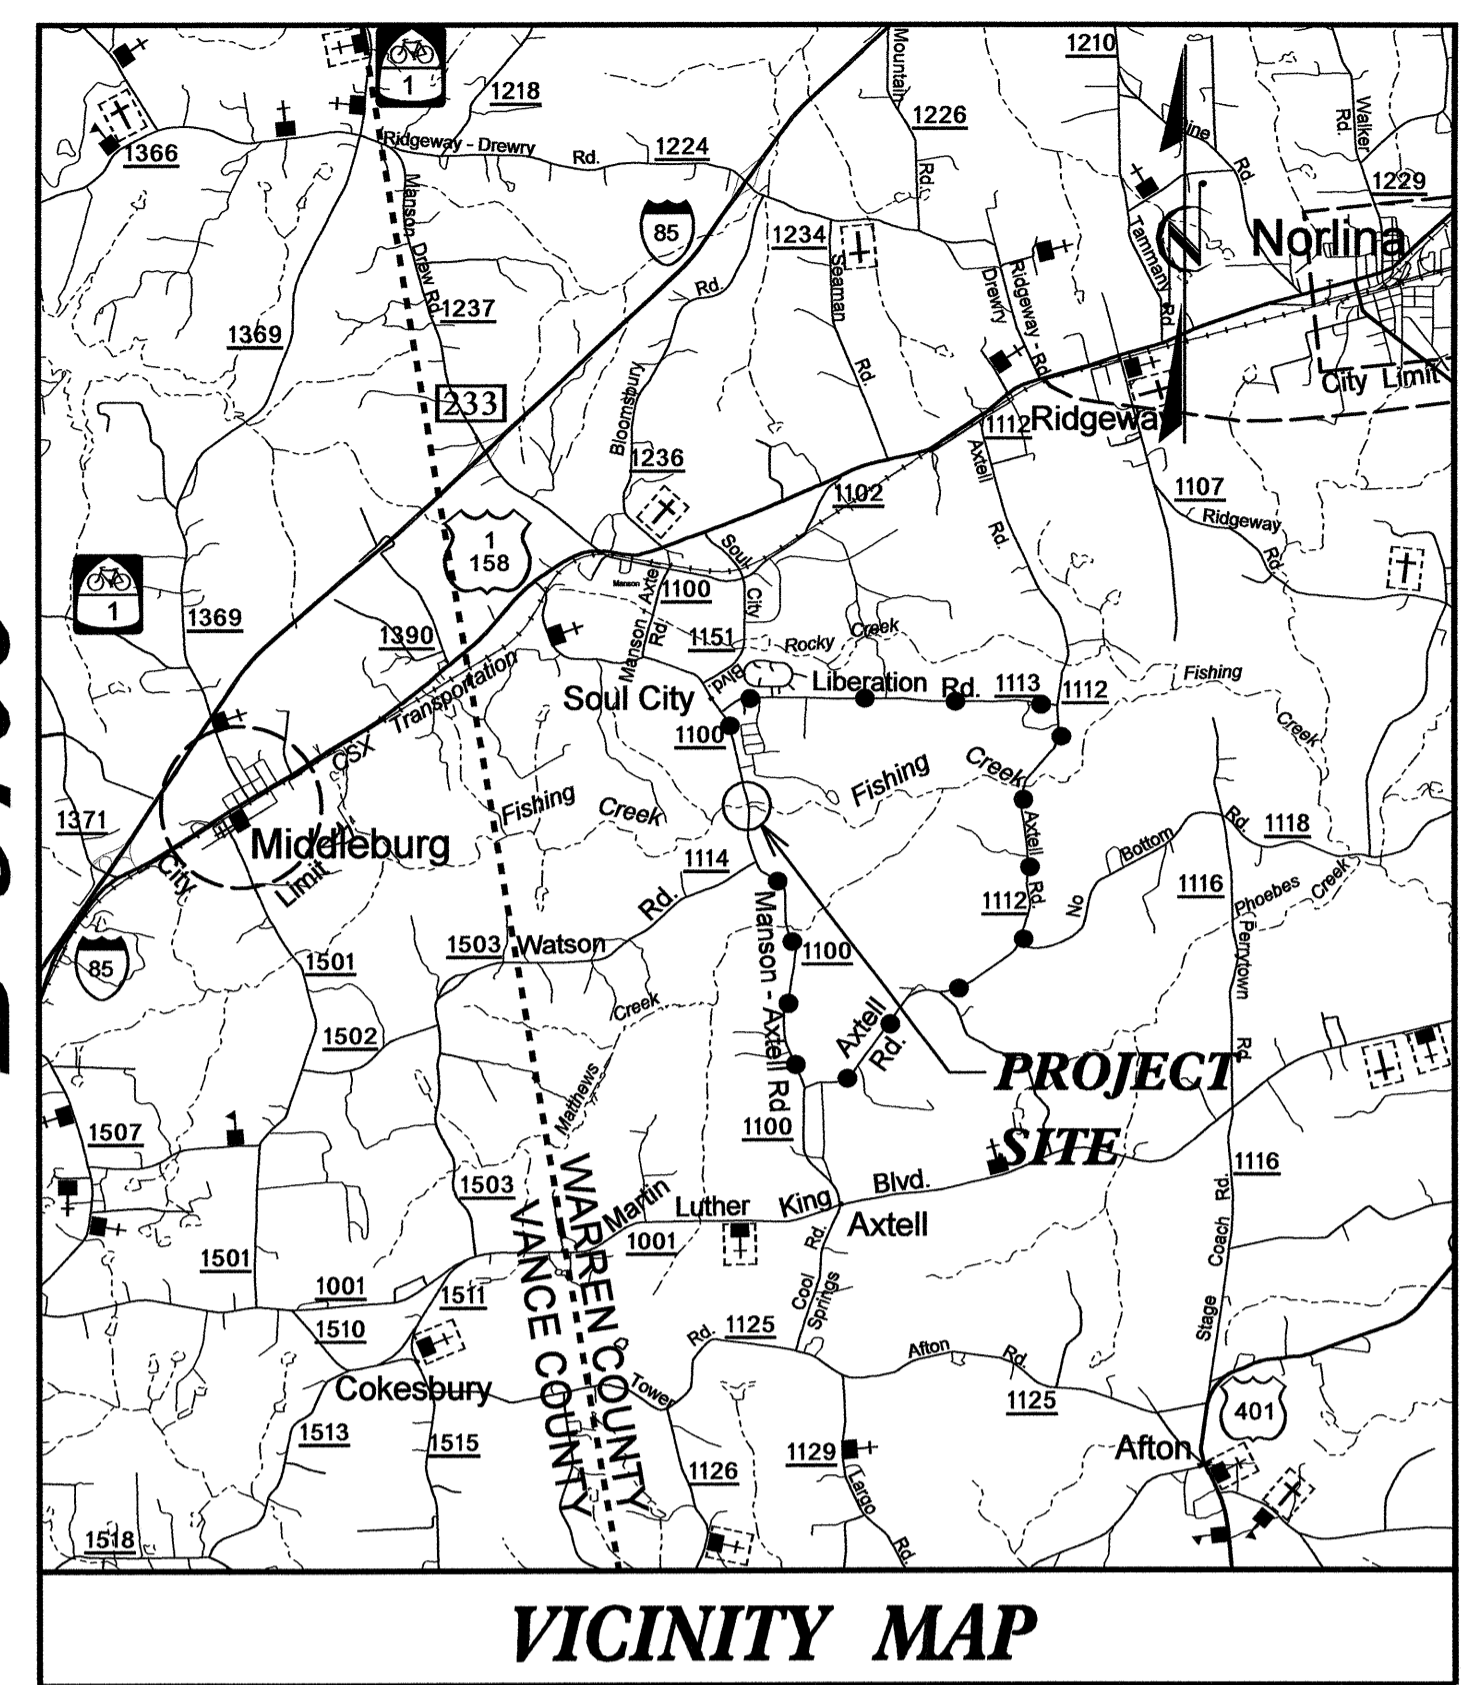 1
1210
1218
Mountain
Rd.
1226
Walker
Rd.
Ridgeway - Drewry
Rd.
1224
1366
Rd.
1229
Manson Drew Rd.
85
1234
Seaman
Rd.
Tammany
Rd.
N
Norlina
Rd.
Drewry
Ridgeway - Rd.
1237
1369
City Limit
233
Bloomsbury
1236
1112
Axtell
Rd.
1102
1107
Ridgeway
Rd.
1
158
Soul
City
Blvd.
Manson
1100
Manson - Axtell
Rd.
1
1369
1390
1151
Rocky Creek
Transportation
CSX
Soul City
Liberation Rd.
1113
1112
Fishing
Creek
1100
Fishing
Creek
Fishing
Creek
1371
Middleburg
City
Limit
1114
Axtell
Rd.
Bottom
No
Rd.
1118
1116
Phoebes
Creek
1112
Rd.
1503
Watson
Manson - Axtell Rd
1100
85
1501
Creek
Perrytown
Rd.
1502
Axtell
Rd.
PROJECT
SITE
Matthews
1507
1100
1116
1503
WARREN COUNTY
VANCE COUNTY
Martin
Luther
King
Blvd.
Axtell
Stage Coach Rd.
1501
1001
1001
1511
Cool
Springs
Rd.
1510
Rd.
1125
Afton
Rd.
Cokesbury
Tower
1125
401
1513
1515
1126
1129
Largo
Rd.
Afton
1518
VICINITY MAP